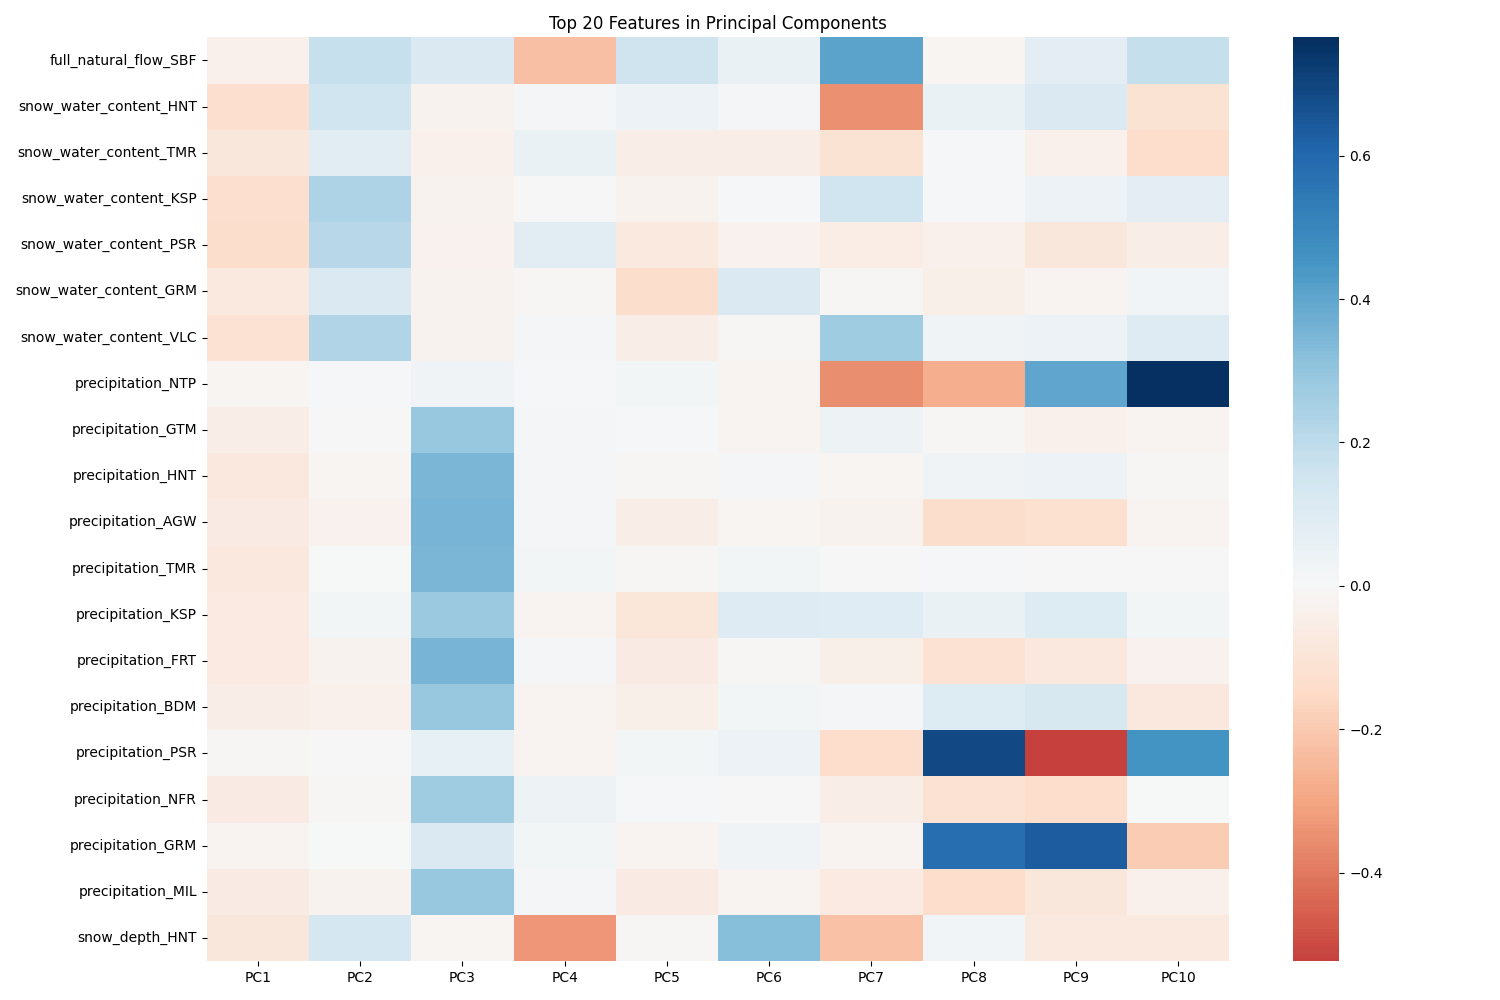 Top 20 Features in Principal Components
full_natural_flow_SBF
snow_water_content_HNT
snow_water_content_TMR
snow_water_content_KSP
snow_water_content_PSR
snow_water_content_GRM
snow_water_content_VLC
precipitation_NTP
precipitation_GTM
precipitation_HNT
precipitation_AGW
precipitation_TMR
precipitation_KSP
precipitation_FRT
precipitation_BDM
precipitation_PSR
precipitation_NFR
precipitation_GRM
precipitation_MIL
snow_depth_HNT
PC1 PC2 PC3 PC4 PC5 PC6 PC7 PC8 PC9 PC10
0.6
0.4
0.2
0.0
−0.2
−0.4